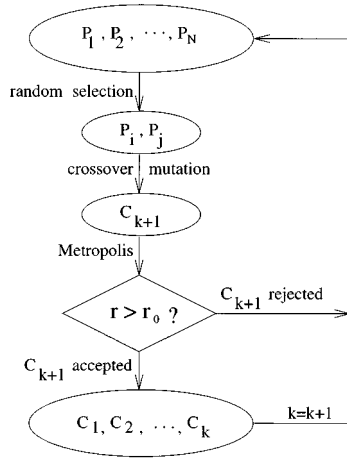 P1, P2, ···, PN
random selection
Pi, Pj
crossover mutation
Ck+1
Metropolis
r > r0 ?
Ck+1 rejected
Ck+1 accepted
k=k+1
C1, C2, ···, Ck